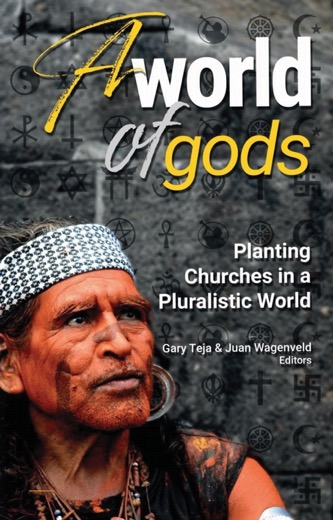 A world
of gods
Planting
Churches in a
Pluralistic World
Gary Teja & Juan Wagenveld
Editors